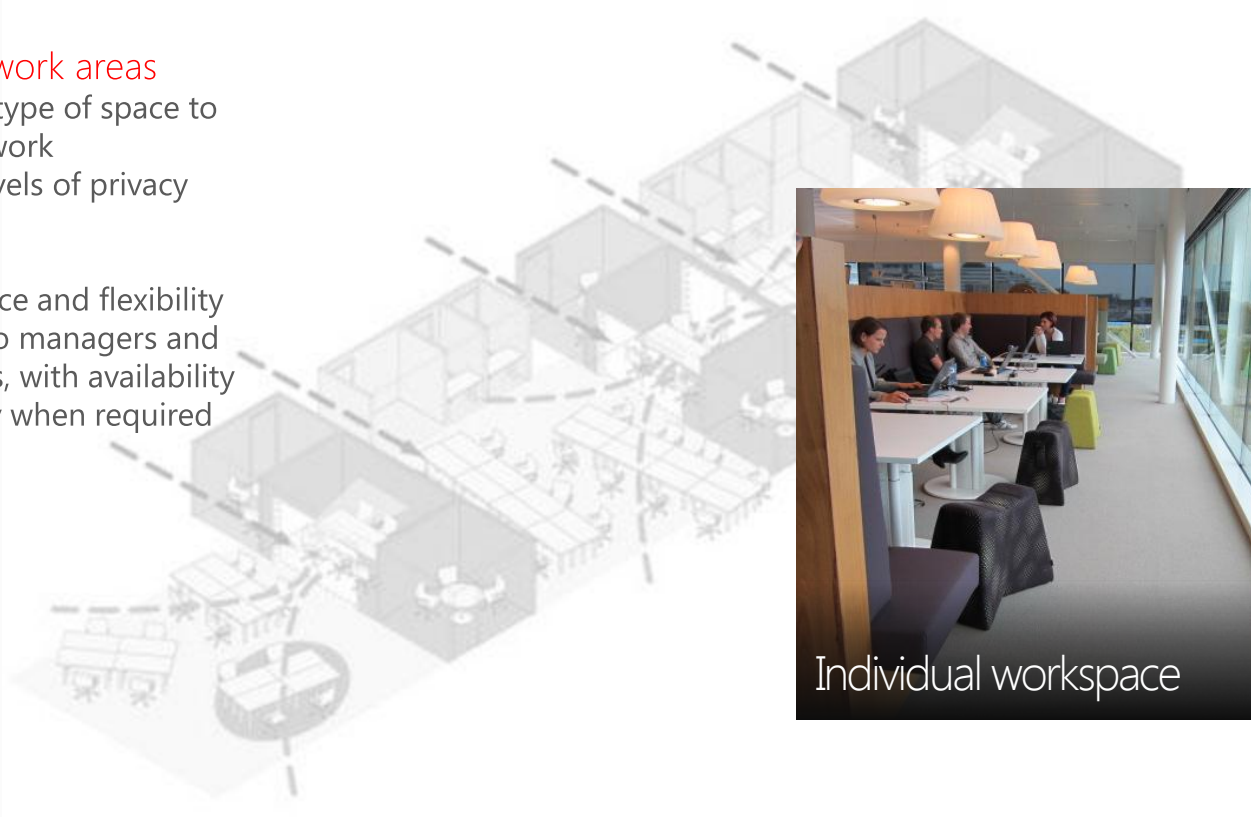 work areas
type of space to
work
vels of privacy
ce and flexibility
o managers and
s, with availability
y when required
Individual workspace